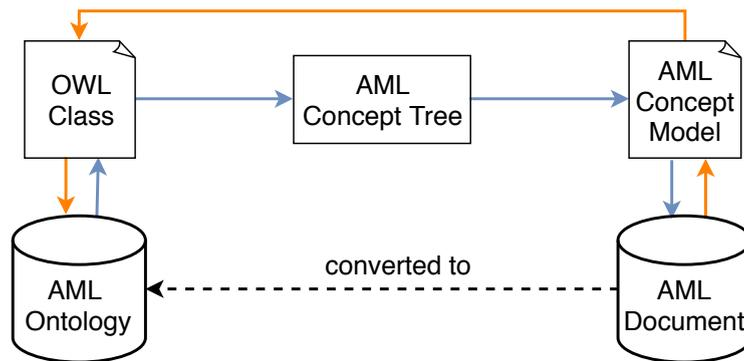 OWL
Class
AML
Concept Tree
AML
Concept
Model
converted to
AML
Ontology
AML
Document